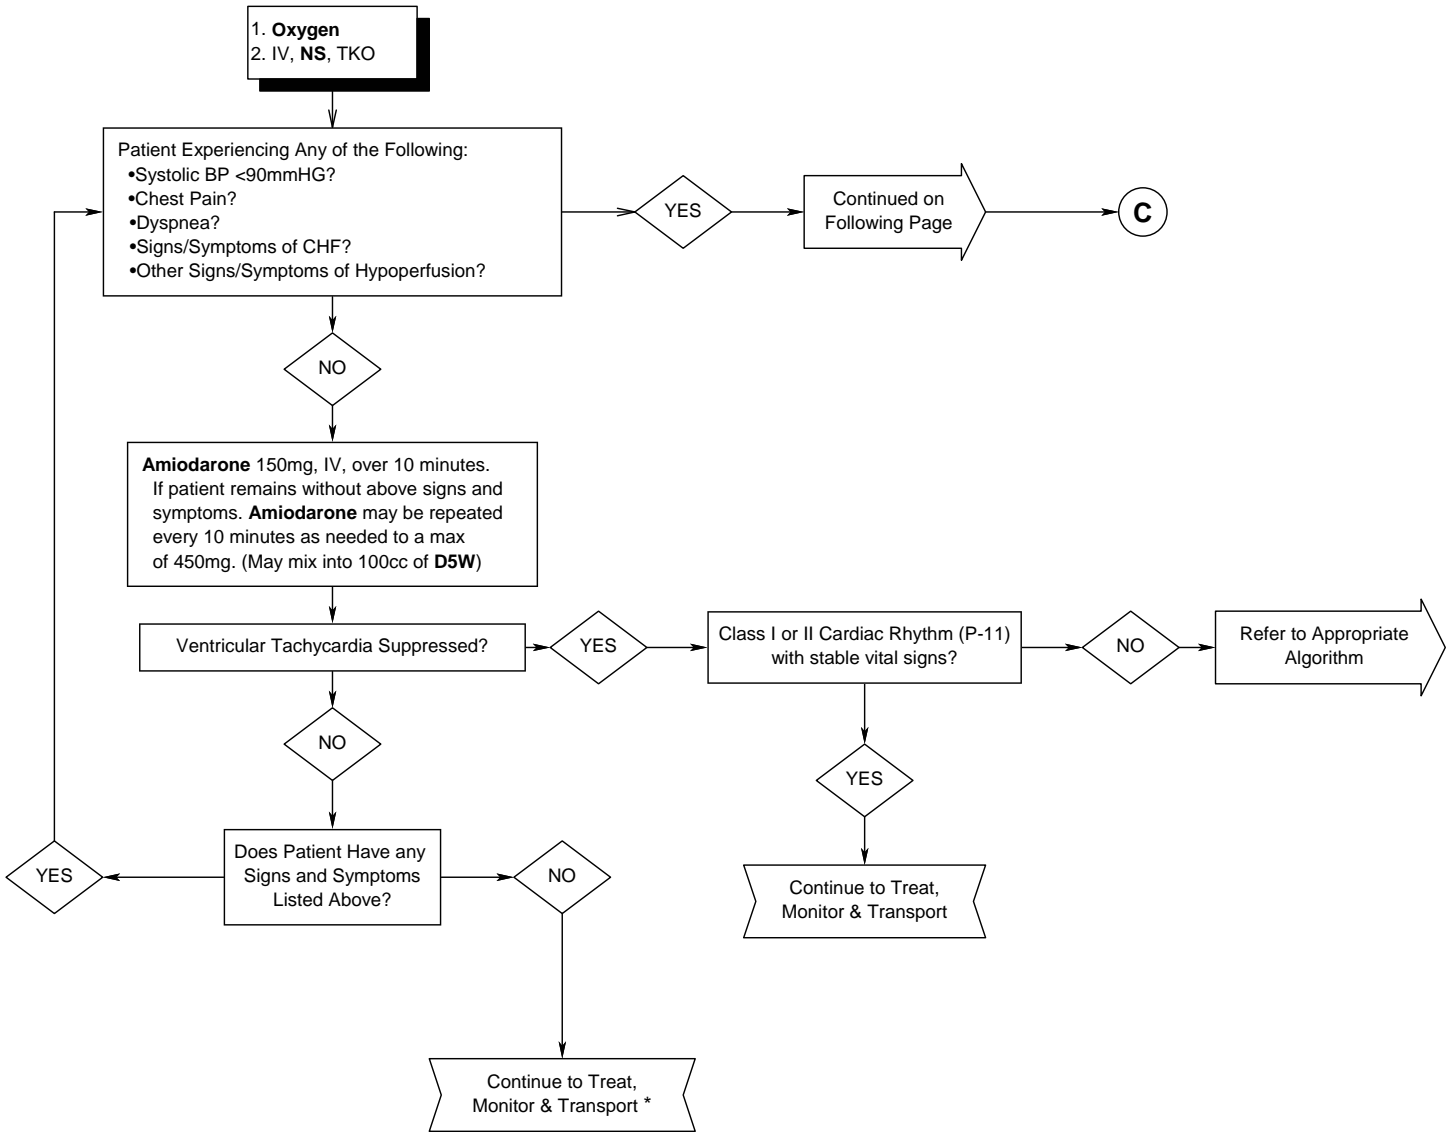 1. Oxygen
2. IV, NS, TKO
Patient Experiencing Any of the Following:
•Systolic BP <90mmHG?
•Chest Pain?
•Dyspnea?
•Signs/Symptoms of CHF?
•Other Signs/Symptoms of Hypoperfusion?
YES
Continued on
Following Page
C
NO
Amiodarone 150mg, IV, over 10 minutes.
If patient remains without above signs and
symptoms. Amiodarone may be repeated
every 10 minutes as needed to a max
of 450mg. (May mix into 100cc of D5W)
Ventricular Tachycardia Suppressed?
YES
Class I or II Cardiac Rhythm (P-11)
with stable vital signs?
NO
Refer to Appropriate
Algorithm
NO
YES
Continue to Treat,
Monitor & Transport
Does Patient Have any
Signs and Symptoms
Listed Above?
YES
NO
Continue to Treat,
Monitor & Transport *